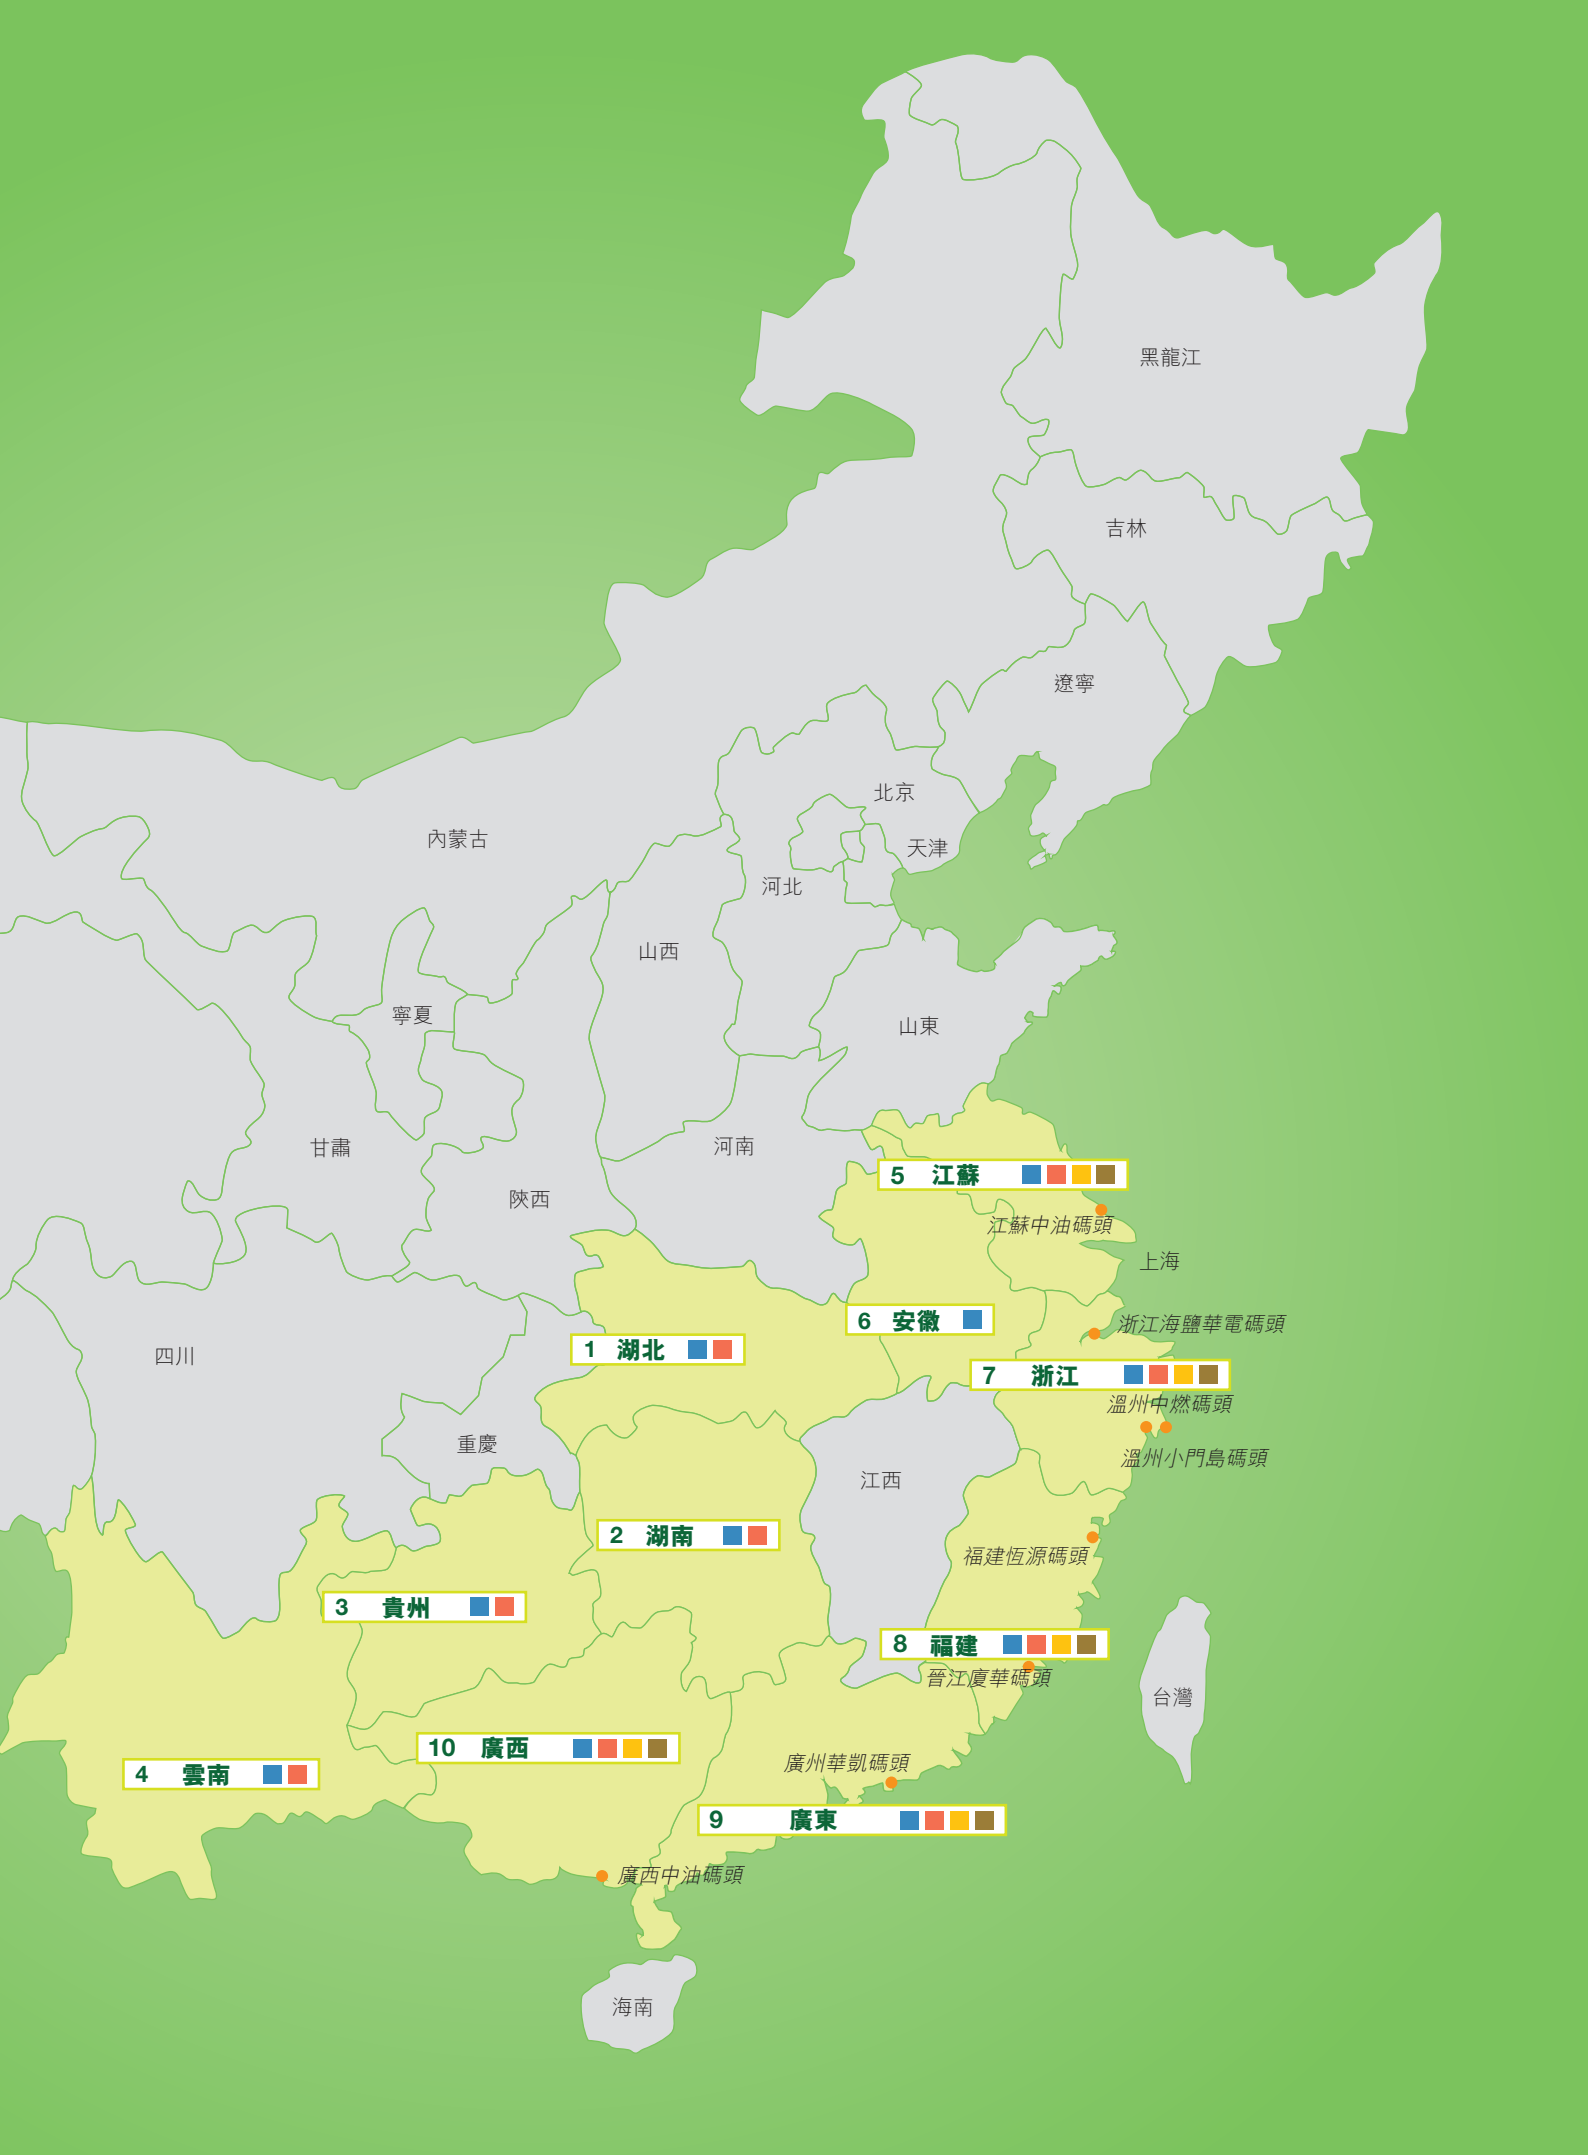 黑龍江
吉林
遼寧
北京
內蒙古
天津
河北
山西
寧夏
山東
甘肅
河南
陝西
5 江蘇
江蘇中油碼頭
上海
6 安徽
浙江海鹽華電碼頭
1 湖北
四川
7 浙江
溫州中燃碼頭
重慶
溫州小門島碼頭
江西
2 湖南
福建恆源碼頭
3 貴州
8 福建
晉江廈華碼頭
台灣
10 廣西
廣州華凱碼頭
4 雲南
9 廣東
廣西中油碼頭
海南